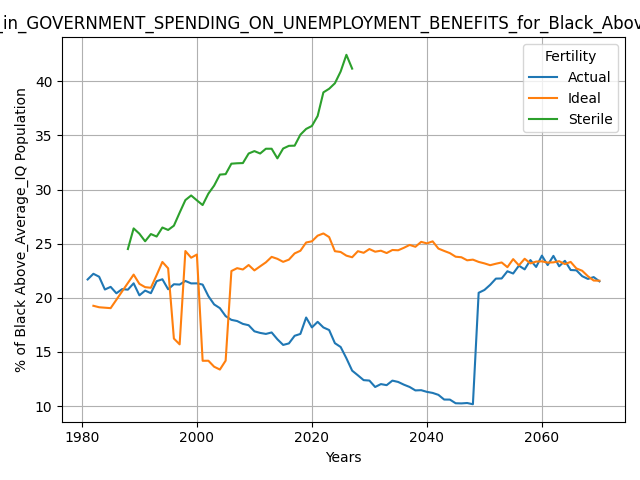 _in_GOVERNMENT_SPENDING_ON_UNEMPLOYMENT_BENEFITS_for_Black_Abov
Fertility
Actual
Ideal
Sterile
% of Black Above_Average_IQ Population
40
35
30
25
20
15
10
1980 2000 2020 2040 2060
Years